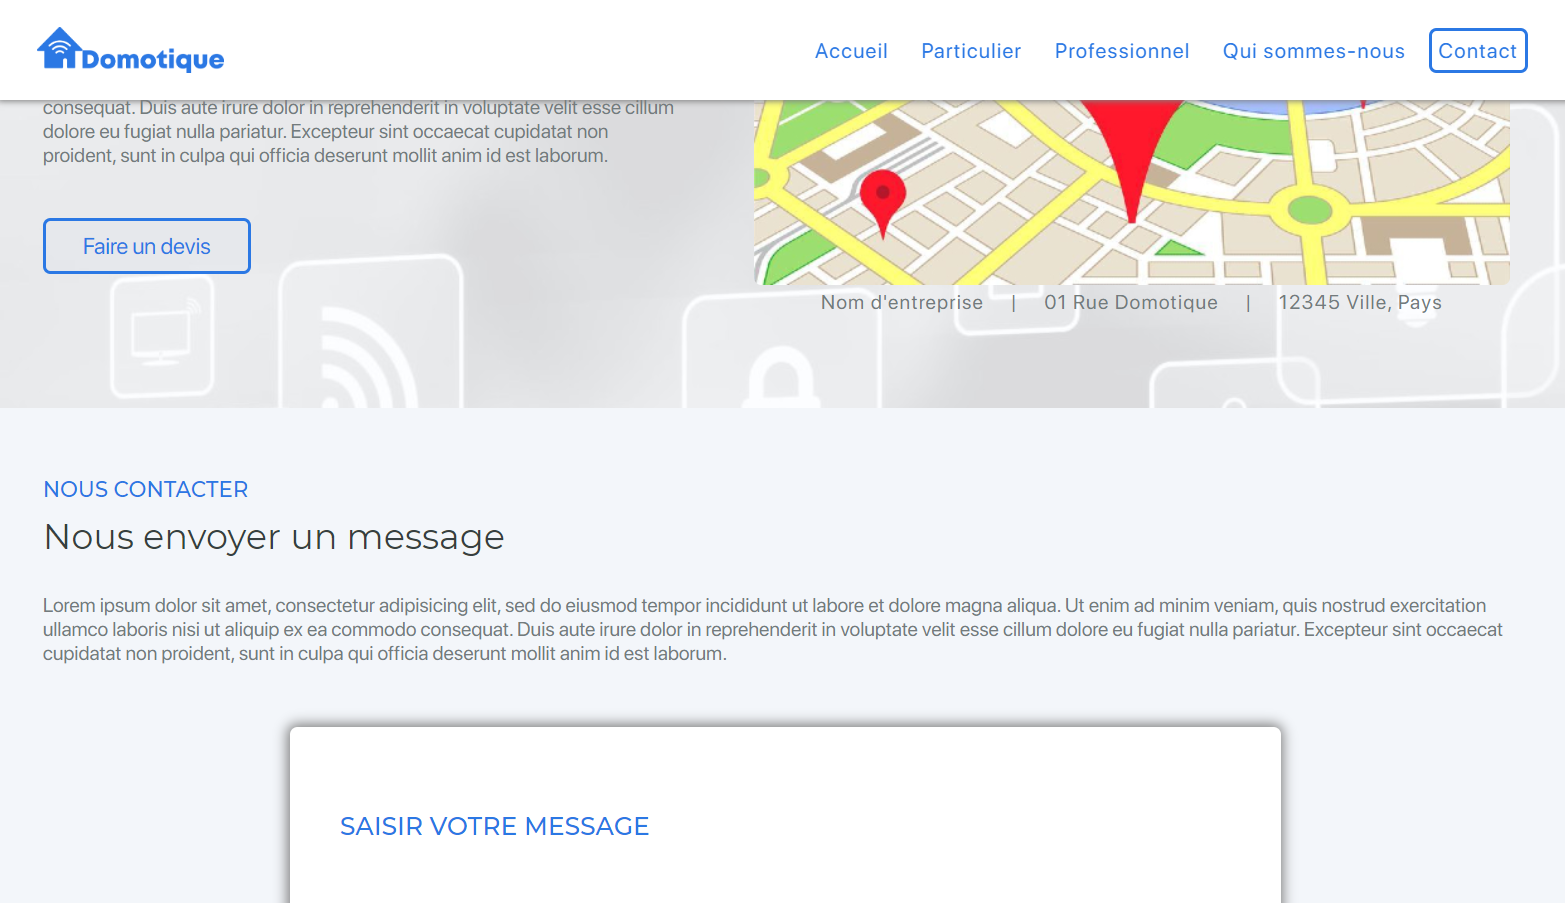 Domotique
Accueil Particulier Professionnel Qui sommes-nous Contact
consequat. Duis aute irure dolor in reprehenderit in voluptate velit esse cillum
dolore eu fugiat nulla pariatur. Excepteur sint occaecat cupidatat non
proident, sunt in culpa qui officia deserunt mollit anim id est laborum.
Faire un devis
Nom d'entreprise | 01 Rue Domotique | 12345 Ville, Pays
NOUS CONTACTER
Nous envoyer un message
Lorem ipsum dolor sit amet, consectetur adipisicing elit, sed do eiusmod tempor incididunt ut labore et dolore magna aliqua. Ut enim ad minim veniam, quis nostrud exercitation
ullamco laboris nisi ut aliquip ex ea commodo consequat. Duis aute irure dolor in reprehenderit in voluptate velit esse cillum dolore eu fugiat nulla pariatur. Excepteur sint occaecat
cupidatat non proident, sunt in culpa qui officia deserunt mollit anim id est laborum.
SAISIR VOTRE MESSAGE